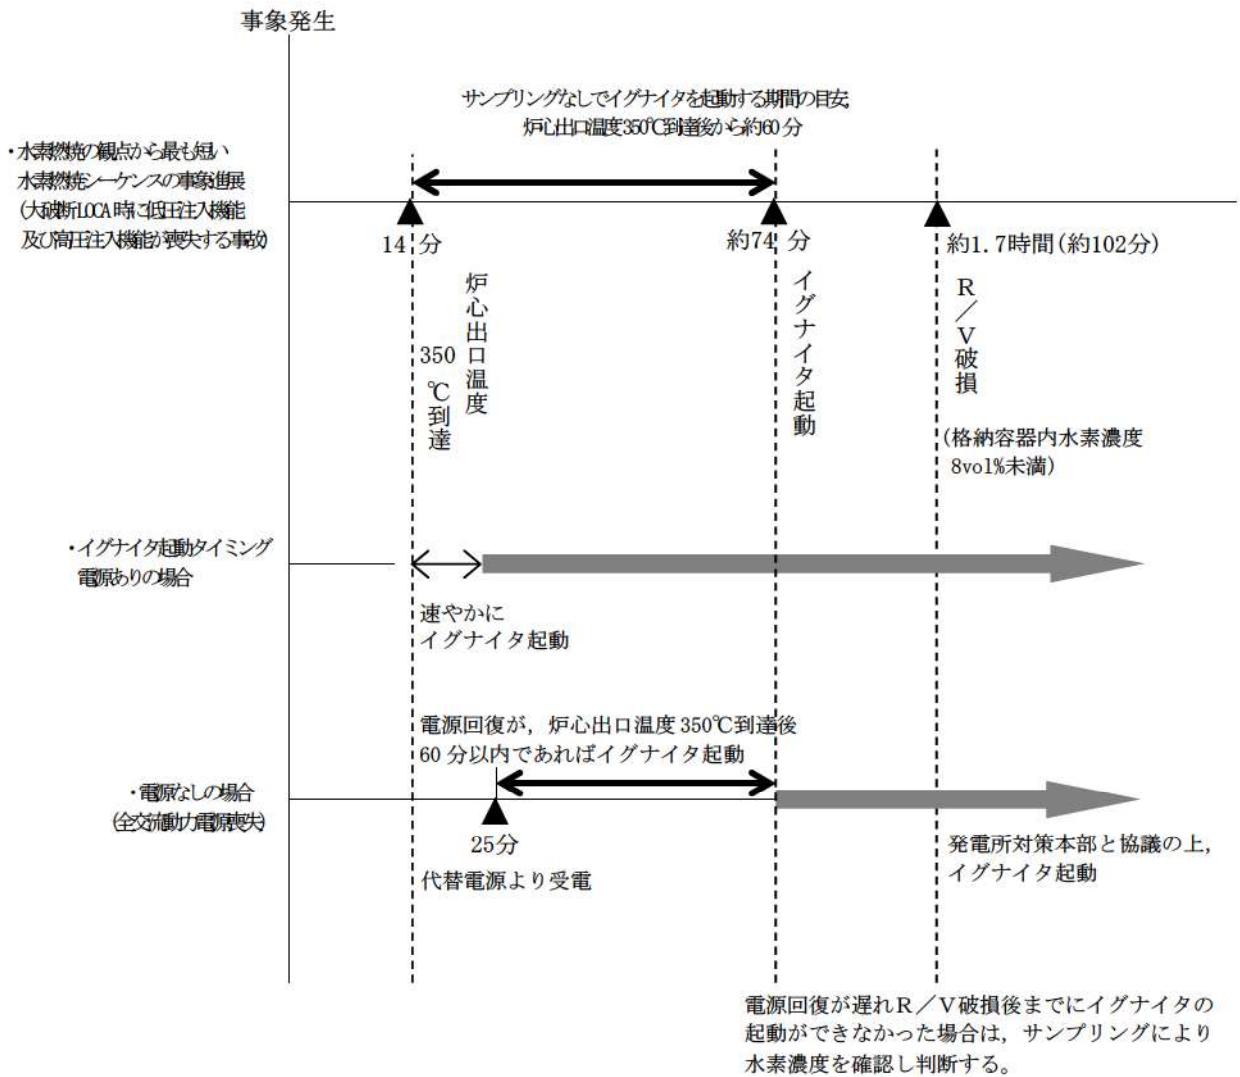 事象発生
サンプリングなしでイグナイタを起動する期間の目安;
炉心出口温度350℃到達後から約60分
・水素燃焼の観点から最も短い
水素燃焼シーケンスの事象進展
(大破断LOCA時に低圧注入機能
及び高圧注入機能が喪失する事故)
14分
約74分
約1.7時間(約102分)
炉心出口温度
350℃到達
イグナイタ起動
R/V破損
(格納容器内水素濃度
8vol%未満)
・イグナイタ起動タイミング
電源ありの場合
速やかに
イグナイタ起動
電源回復が，炉心出口温度350℃到達後
60分以内であればイグナイタ起動
・電源なしの場合
(全交流動力電源喪失)
25分
代替電源より受電
発電所対策本部と協議の上，
イグナイタ起動
電源回復が遅れR/V破損後までにイグナイタの
起動ができなかった場合は，サンプリングにより
水素濃度を確認し判断する。